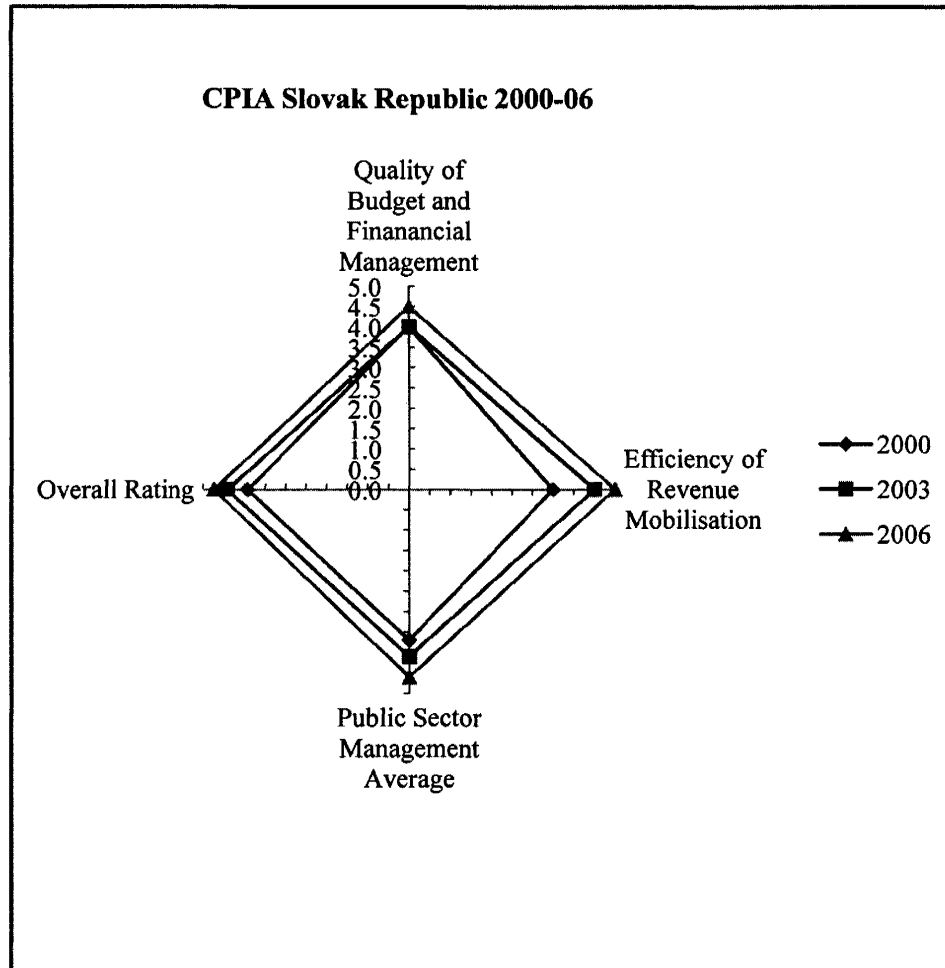 CPIA Slovak Republic 2000-06
Quality of
Budget and
Finanancial
Management
5.0
4.5
4.0
3.5
3.0
2.5
2.0
1.5
1.0
0.5
0.0
Overall Rating
Efficiency of
Revenue
Mobilisation
Public Sector
Management
Average
2000
2003
2006